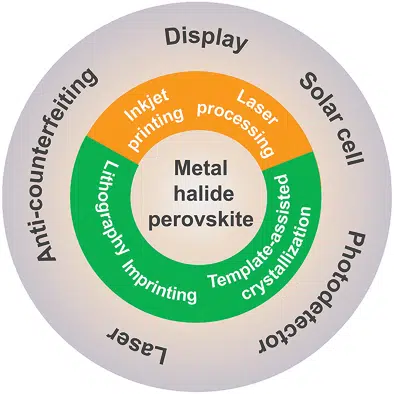 Display
Solar cell
Photodetector
Laser
Anti-counterfeiting
Inkjet
printing
Laser
processing
Template-assisted
crystallization
Imprinting
Lithography
Metal
halide
perovskite